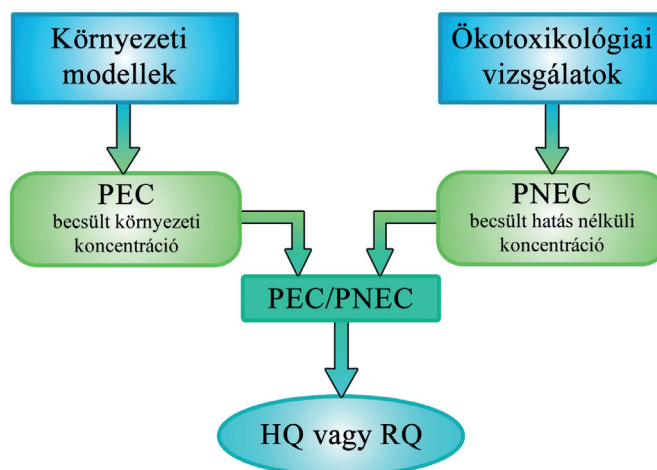 Környezeti
modellek
Ökotoxikológiai
vizsgálatok
PEC
becsült környezeti
koncentráció
PNEC
becsült hatás nélküli
koncentráció
PEC/PNEC
HQ vagy RQ